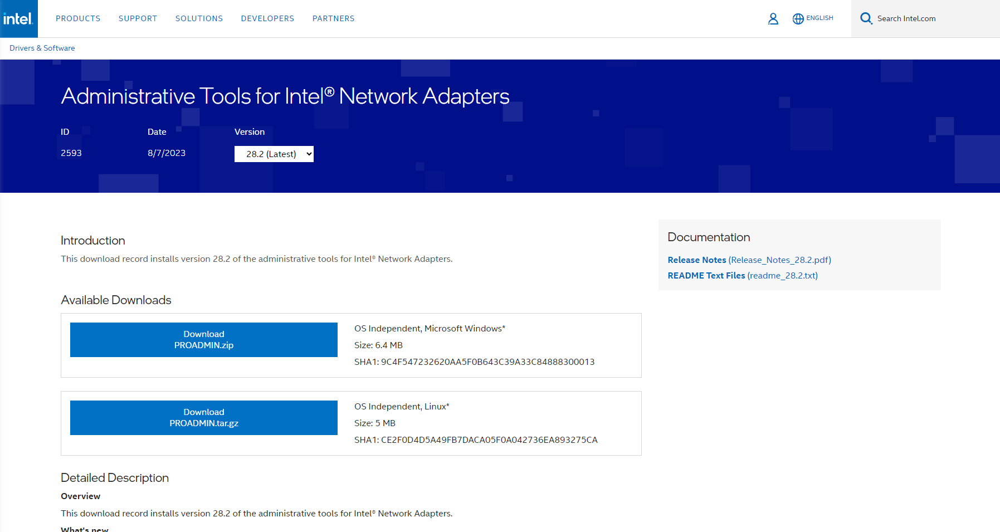 intel.
PRODUCTS
SUPPORT
SOLUTIONS
DEVELOPERS
PARTNERS
ENGLISH
Search Intel.com
Drivers & Software
Administrative Tools for Intel® Network Adapters
ID
Date
Version
2593
8/7/2023
28.2 (Latest)
Introduction
This download record installs version 28.2 of the administrative tools for Intel® Network Adapters.
Documentation
Release Notes (Release_Notes_28.2.pdf)
README Text Files (readme_28.2.txt)
Available Downloads
Download
PROADMIN.zip
OS Independent, Microsoft Windows*
Size: 6.4 MB
SHA1: 9C4F547232620AA5F0B643C39A33C84888300013
Download
PROADMIN.tar.gz
OS Independent, Linux*
Size: 5 MB
SHA1: CE2F0D4D5A49FB7DACA05F0A042736EA893275CA
Detailed Description
Overview
This download record installs version 28.2 of the administrative tools for Intel® Network Adapters.
What's new